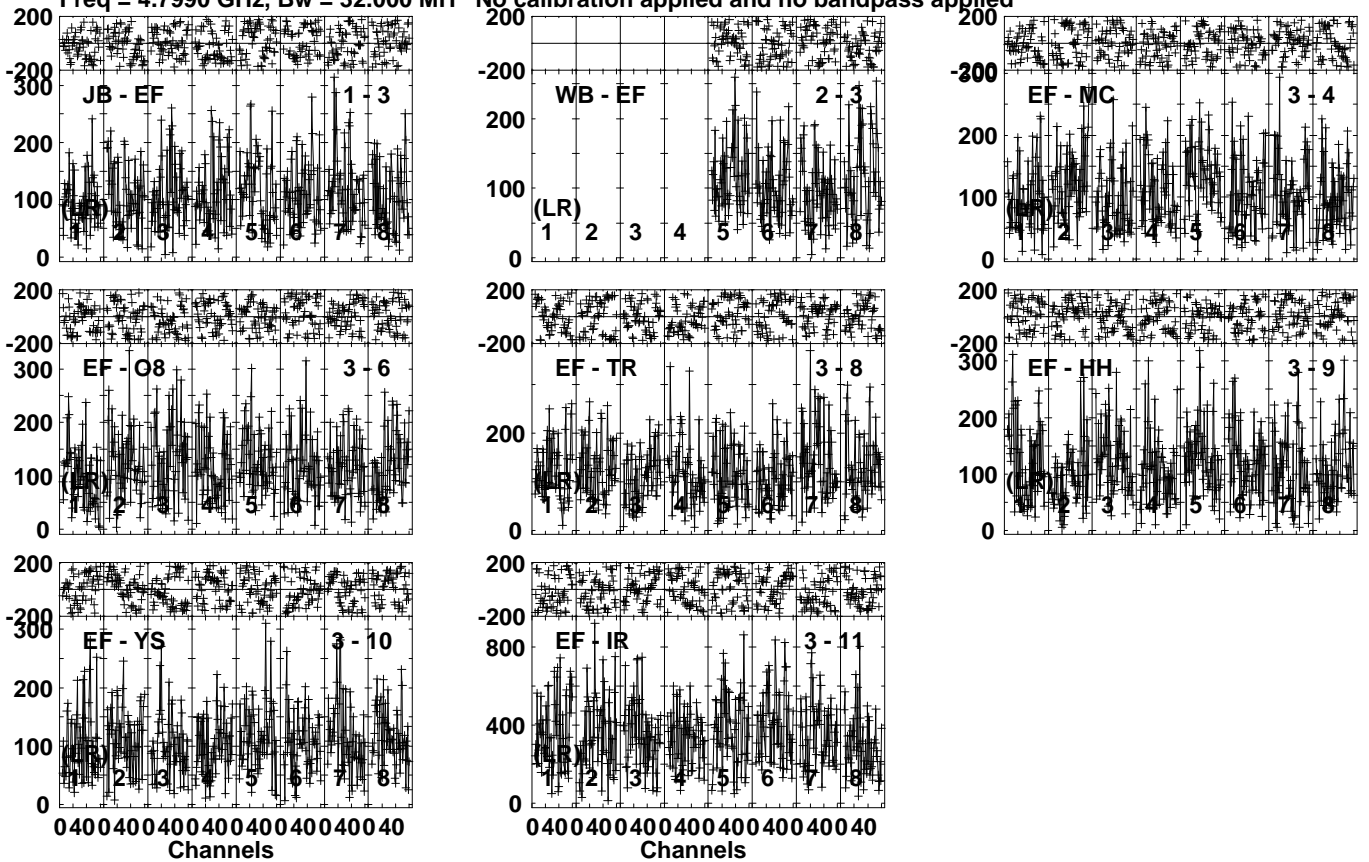 Freq = 4.7990 GHz, Bw = 32.000 MH No calibration applied and no bandpass applied
200
-200
300
200
100
0
JB - EF 1 - 3
(LR)
1 2 3 4 5 6 7 8
200
-200
200
100
0
WB - EF 2 - 3
(LR)
1 2 3 4 5 6 7 8
200
-200
300
200
100
0
EF - MC 3 - 4
(LR)
1 2 3 4 5 6 7 8
200
-200
300
200
100
0
EF - O8 3 - 6
(LR)
1 2 3 4 5 6 7 8
200
-200
200
0
EF - TR 3 - 8
(LR)
1 2 3 4 5 6 7 8
200
-200
300
200
100
0
EF - HH 3 - 9
(LR)
1 2 3 4 5 6 7 8
200
-200
300
200
100
0
EF - YS 3 - 10
(LR)
1 2 3 4 5 6 7 8
0 40 0 40 0 40 0 40 0 40 0 40 0 40 0 40
Channels
200
-200
800
400
0
EF - IR 3 - 11
(LR)
1 2 3 4 5 6 7 8
0 40 0 40 0 40 0 40 0 40 0 40 0 40 0 40
Channels